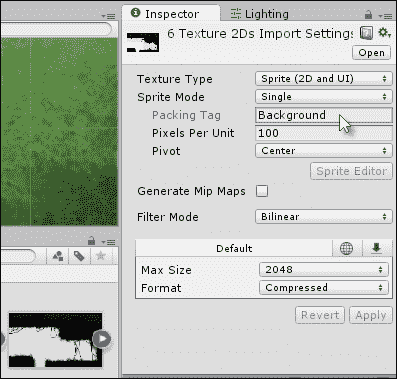 Inspector Lighting
6 Texture 2Ds Import Settings
Open
Texture Type Sprite (2D and UI)
Sprite Mode Single
Packing Tag Background
Pixels Per Unit 100
Pivot Center
Sprite Editor
Generate Mip Maps
Filter Mode Bilinear
Default
Max Size 2048
Format Compressed
Revert Apply